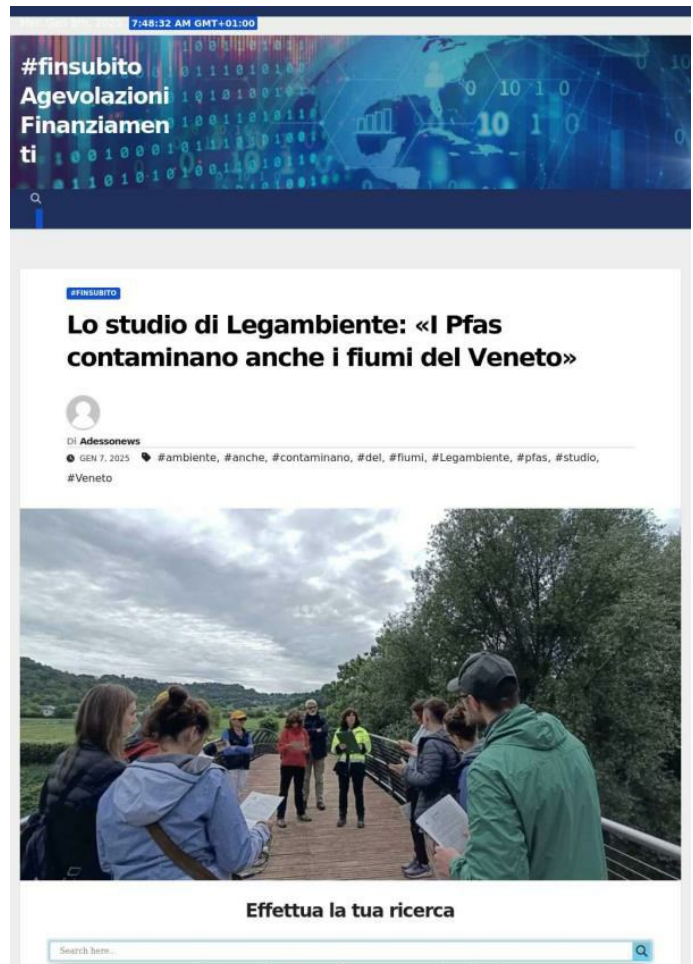 7:48:32 AM GMT+01:00
#finsubito
Agevolazioni
Finanziamen
ti
#FINSUBITO
Lo studio di Legambiente: «I Pfas
contaminano anche i fiumi del Veneto»
Di Adessonews
GEN 7, 2025 #ambiente, #anche, #contaminano, #del, #fiumi, #Legambiente, #pfas, #studio,
#Veneto
Effettua la tua ricerca
Search here..